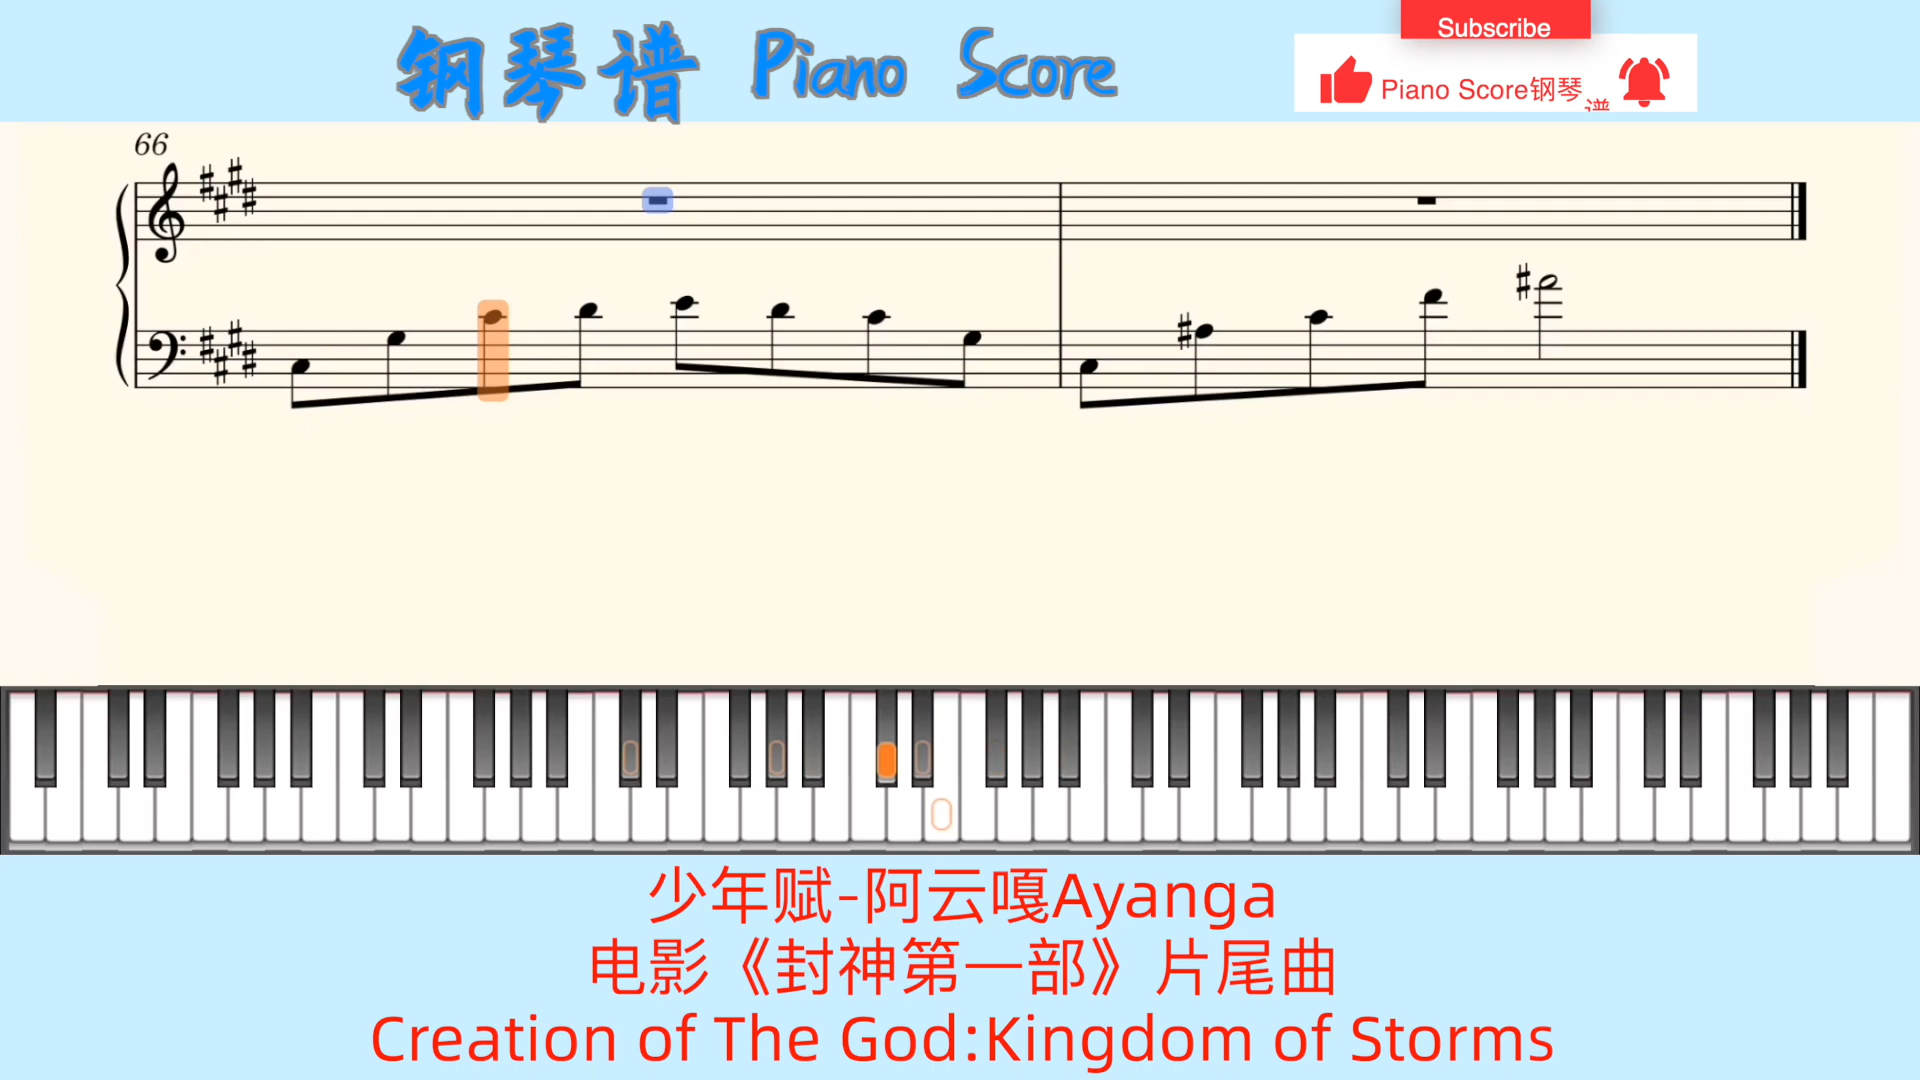 钢琴谱 Piano Score
Subscribe
Piano Score钢琴谱
66
少年赋-阿云嘎Ayanga
电影《封神第一部》片尾曲
Creation of The God:Kingdom of Storms